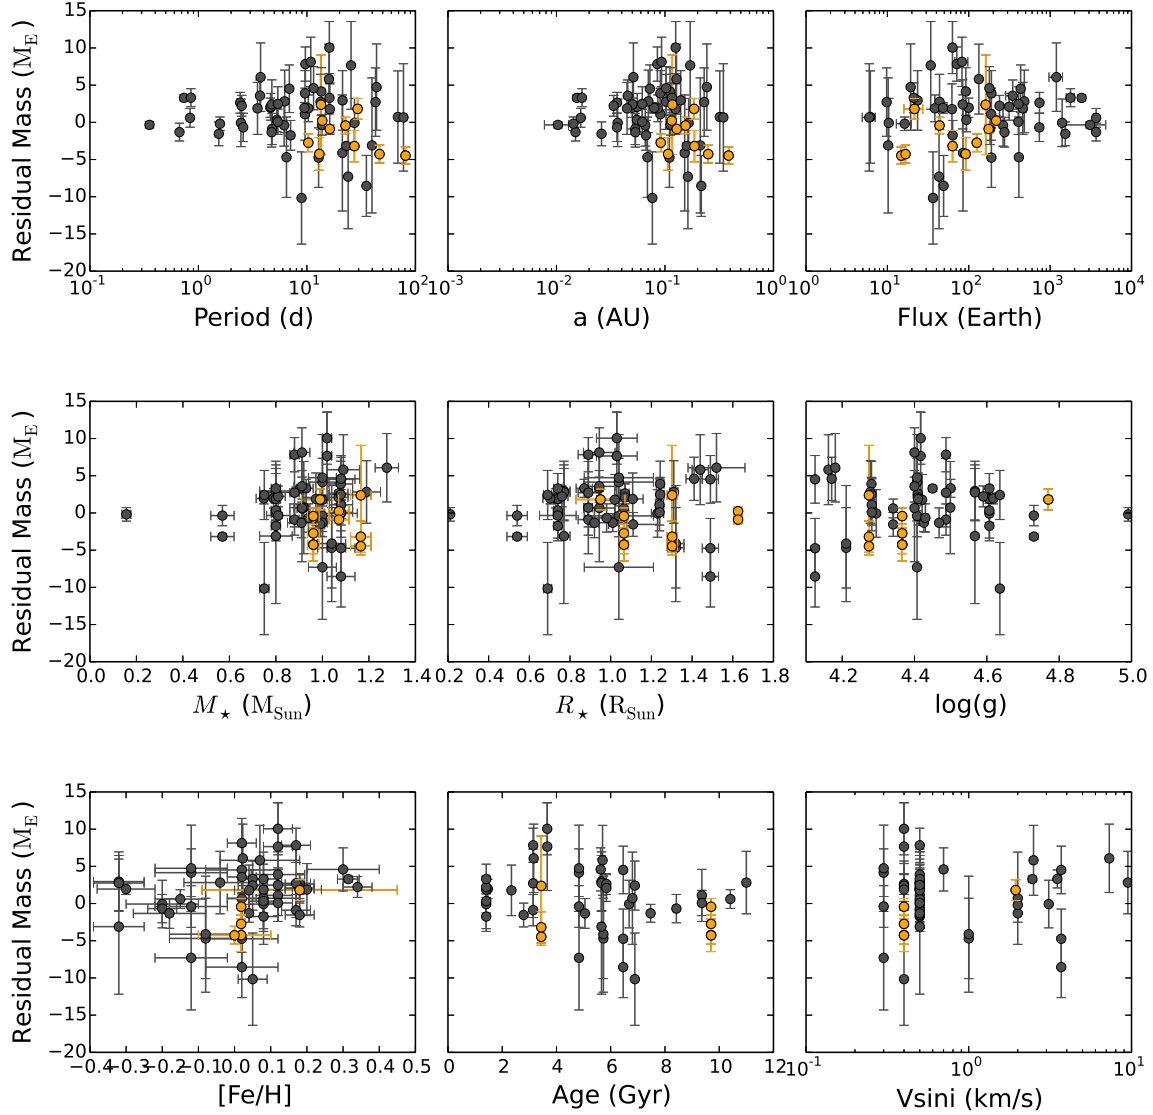 Residual Mass (M_E)
15
10
5
0
−5
−10
−15
−20
10^-1 10^0 10^1 10^2
Period (d)
10^-3 10^-2 10^-1 10^0
a (AU)
10^0 10^1 10^2 10^3 10^4
Flux (Earth)
Residual Mass (M_E)
15
10
5
0
−5
−10
−15
−20
0.0 0.2 0.4 0.6 0.8 1.0 1.2 1.4
M⋆ (M_Sun)
0.2 0.4 0.6 0.8 1.0 1.2 1.4 1.6 1.8
R⋆ (R_Sun)
4.2 4.4 4.6 4.8 5.0
log(g)
Residual Mass (M_E)
15
10
5
0
−5
−10
−15
−20
−0.4 −0.3 −0.2 −0.1 0.0 0.1 0.2 0.3 0.4 0.5
[Fe/H]
0 2 4 6 8 10 12
Age (Gyr)
10^-1 10^0 10^1
Vsini (km/s)